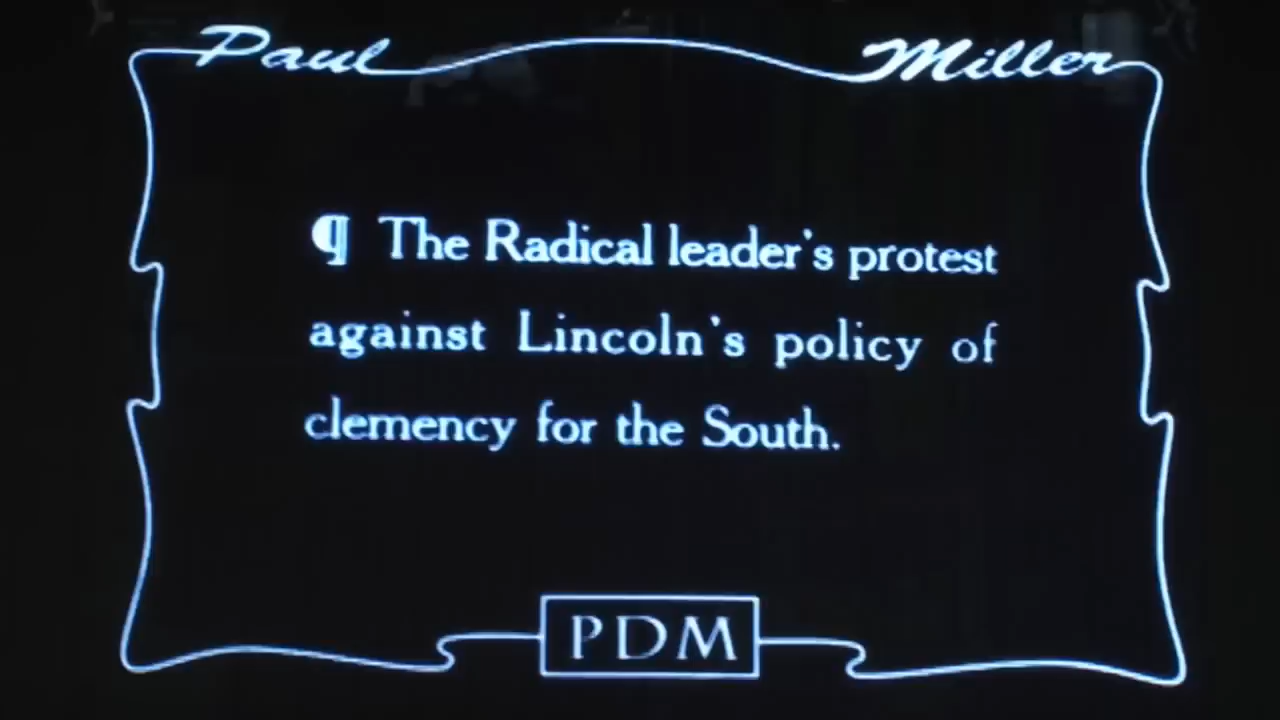 Paul Miller
¶ The Radical leader's protest
against Lincoln's policy of
clemency for the South.
PDM